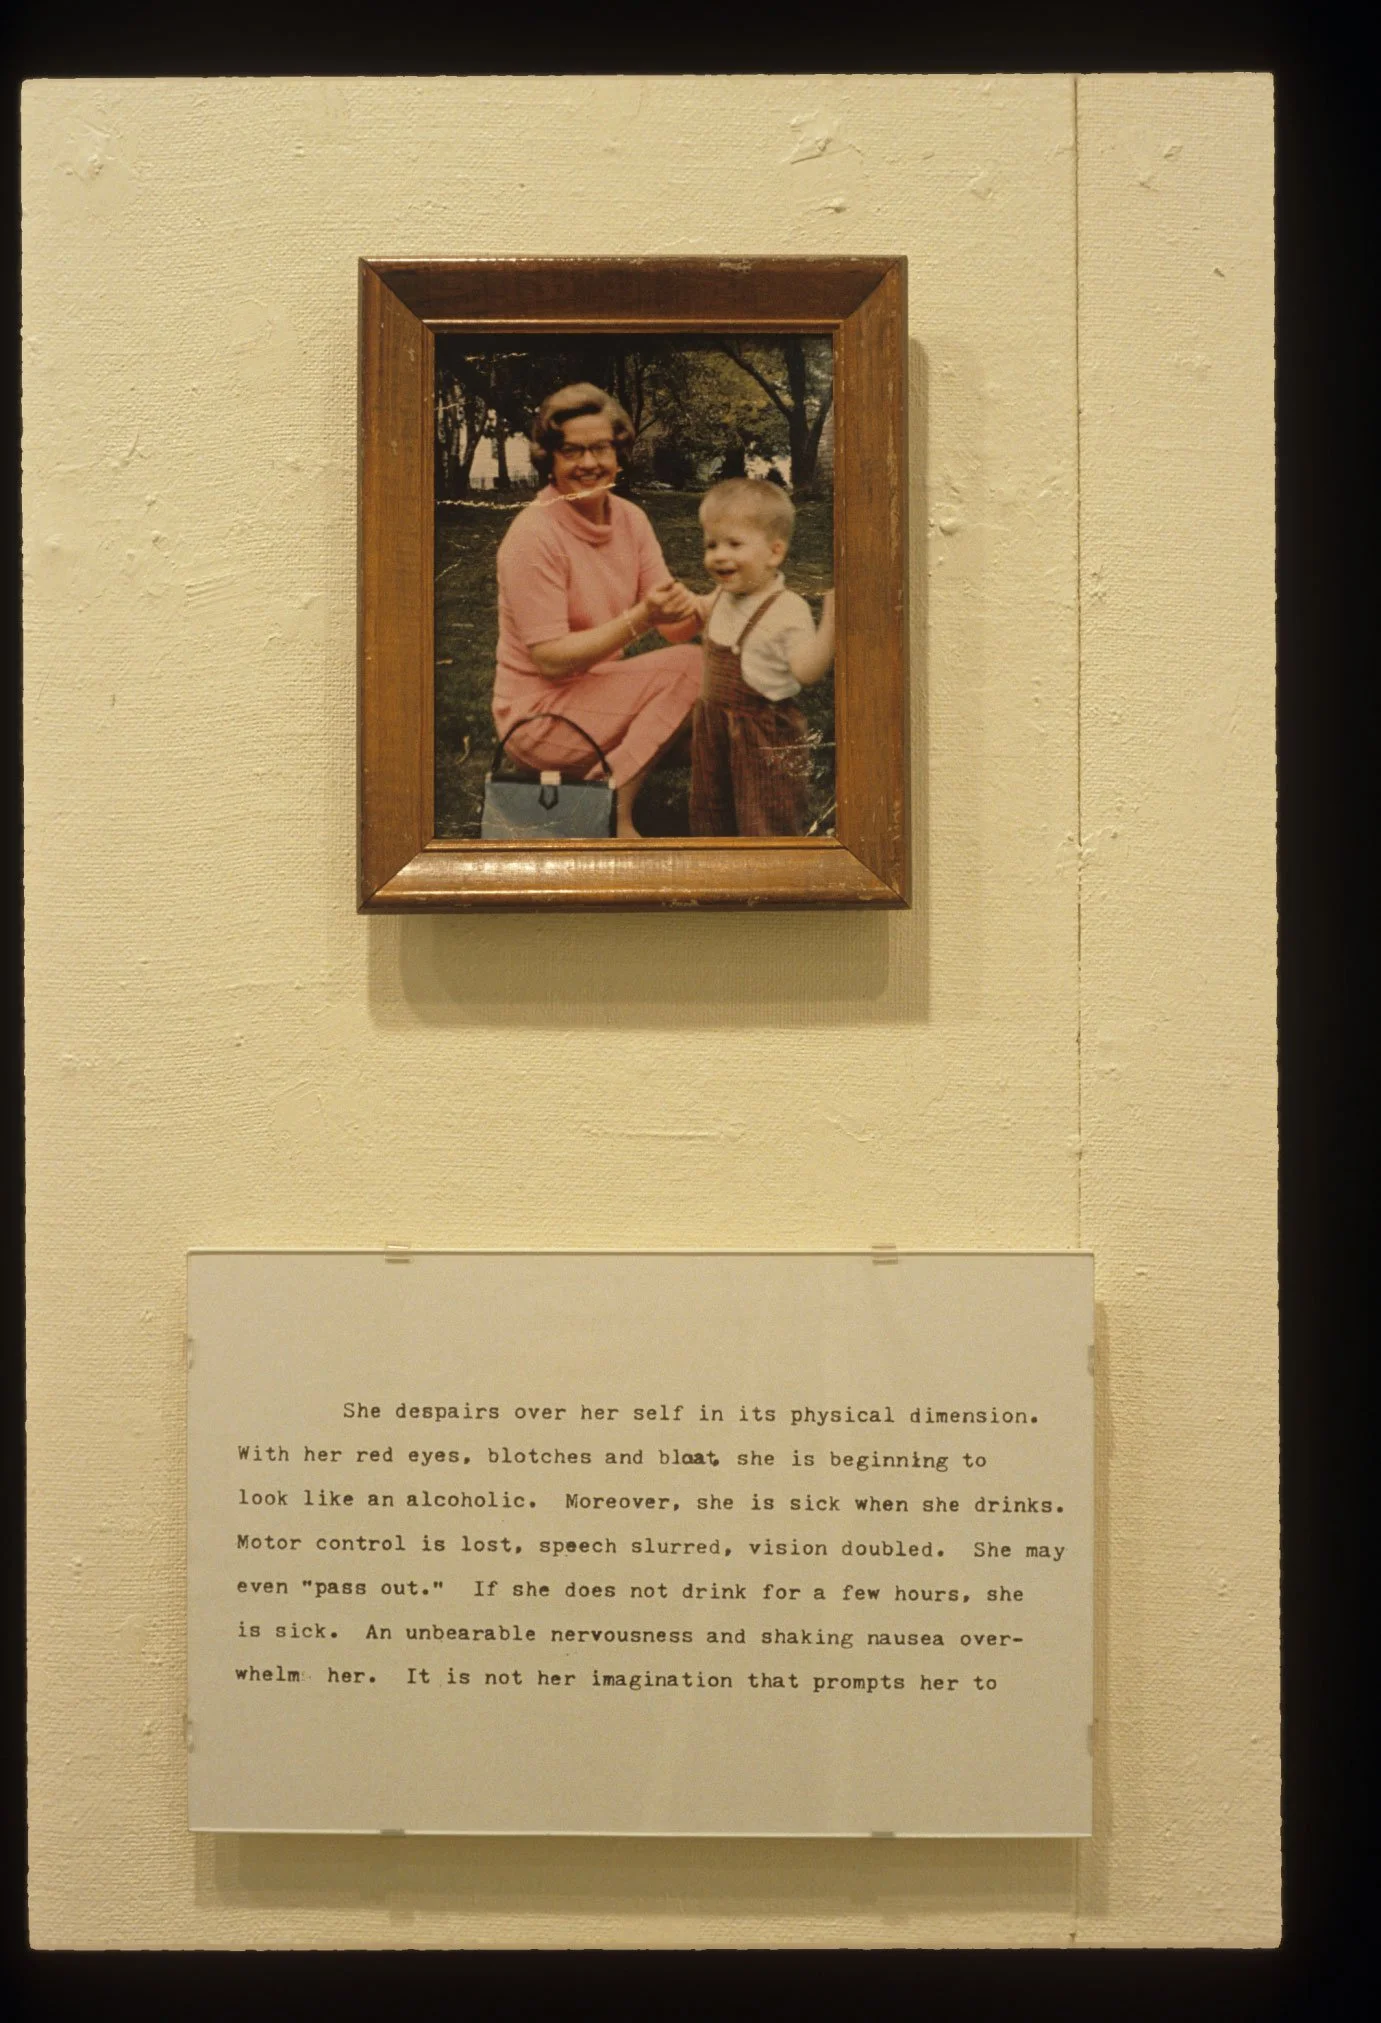 She despairs over her self in its physical dimension.
With her red eyes, blotches and bloat, she is beginning to
look like an alcoholic.  Moreover, she is sick when she drinks.
Motor control is lost, speech slurred, vision doubled.  She may
even "pass out."  If she does not drink for a few hours, she
is sick.  An unbearable nervousness and shaking nausea over-
whelm  her.  It is not her imagination that prompts her to